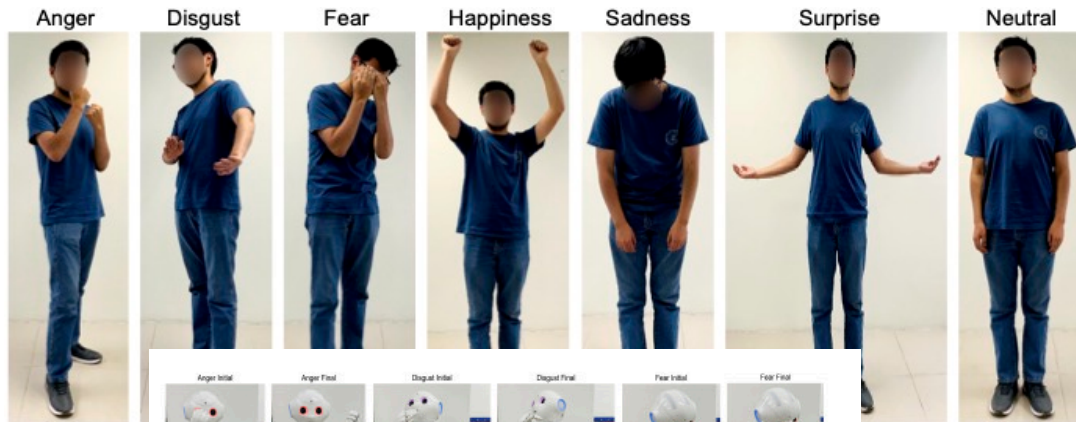 Anger Disgust Fear Happiness Sadness Surprise Neutral
Anger Initial Anger Final Disgust Initial Disgust Final Fear Initial Fear Final